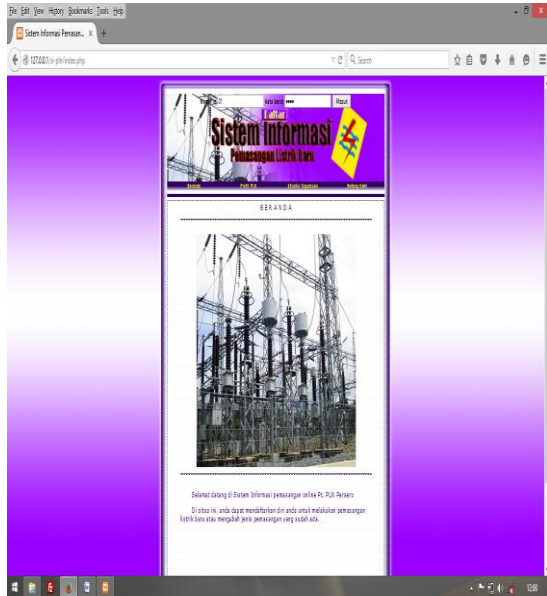 File Edit View History Bookmarks Tools Help
Sistem Informasi Pemasan... × +
127.0.0.1/si-pln/index.php
Search
Kata Sandi •••• Masuk
Daftar
Sistem Informasi
Pemasangan Listrik Baru
Beranda Profil PLN Struktur Organisasi
BERANDA
Selamat datang di Sistem Informasi pemasangan online Pt. PLN Persero
Di situs ini, anda dapat mendaftarkan diri anda untuk melakukan pemasangan
listrik baru atau mengubah jenis pemasangan yang sudah ada.